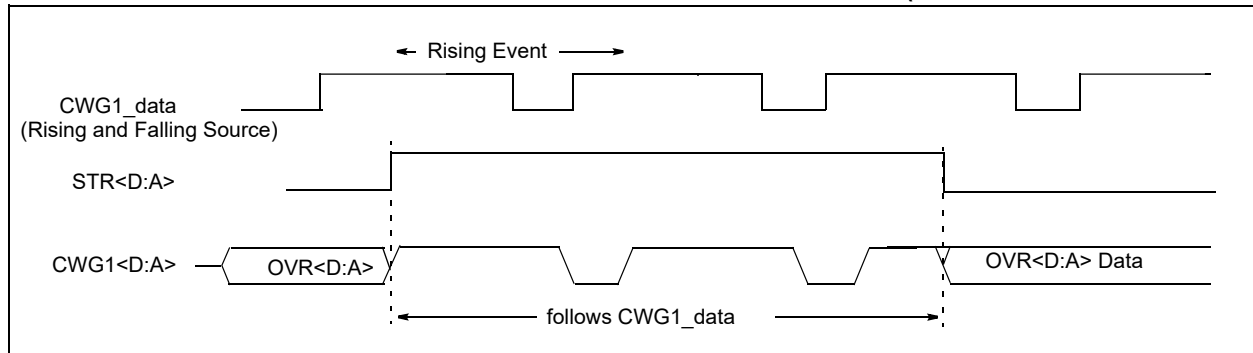 Rising Event
CWG1_data
(Rising and Falling Source)
STR<D:A>
CWG1<D:A>
OVR<D:A>
OVR<D:A> Data
follows CWG1_data